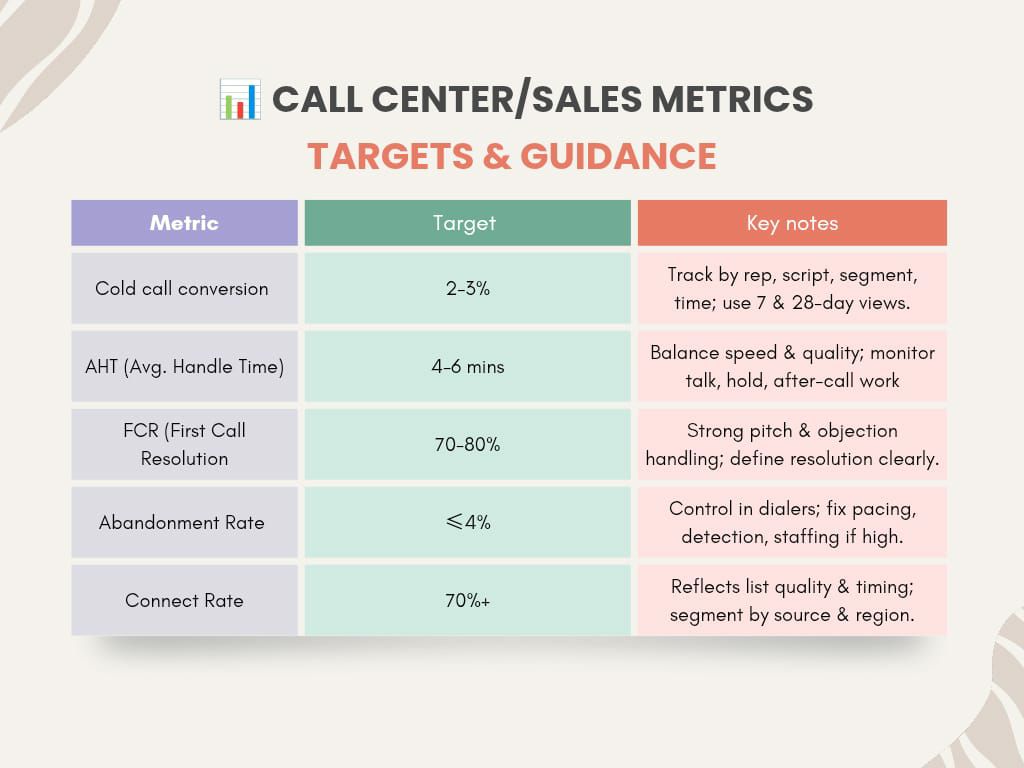 📊 CALL CENTER/SALES METRICS
TARGETS & GUIDANCE
Metric
Target
Key notes
Cold call conversion
2-3%
Track by rep, script, segment,
time; use 7 & 28-day views.
AHT (Avg. Handle Time)
4-6 mins
Balance speed & quality; monitor
talk, hold, after-call work
FCR (First Call
Resolution
70-80%
Strong pitch & objection
handling; define resolution clearly.
Abandonment Rate
⩽4%
Control in dialers; fix pacing,
detection, staffing if high.
Connect Rate
70%+
Reflects list quality & timing;
segment by source & region.